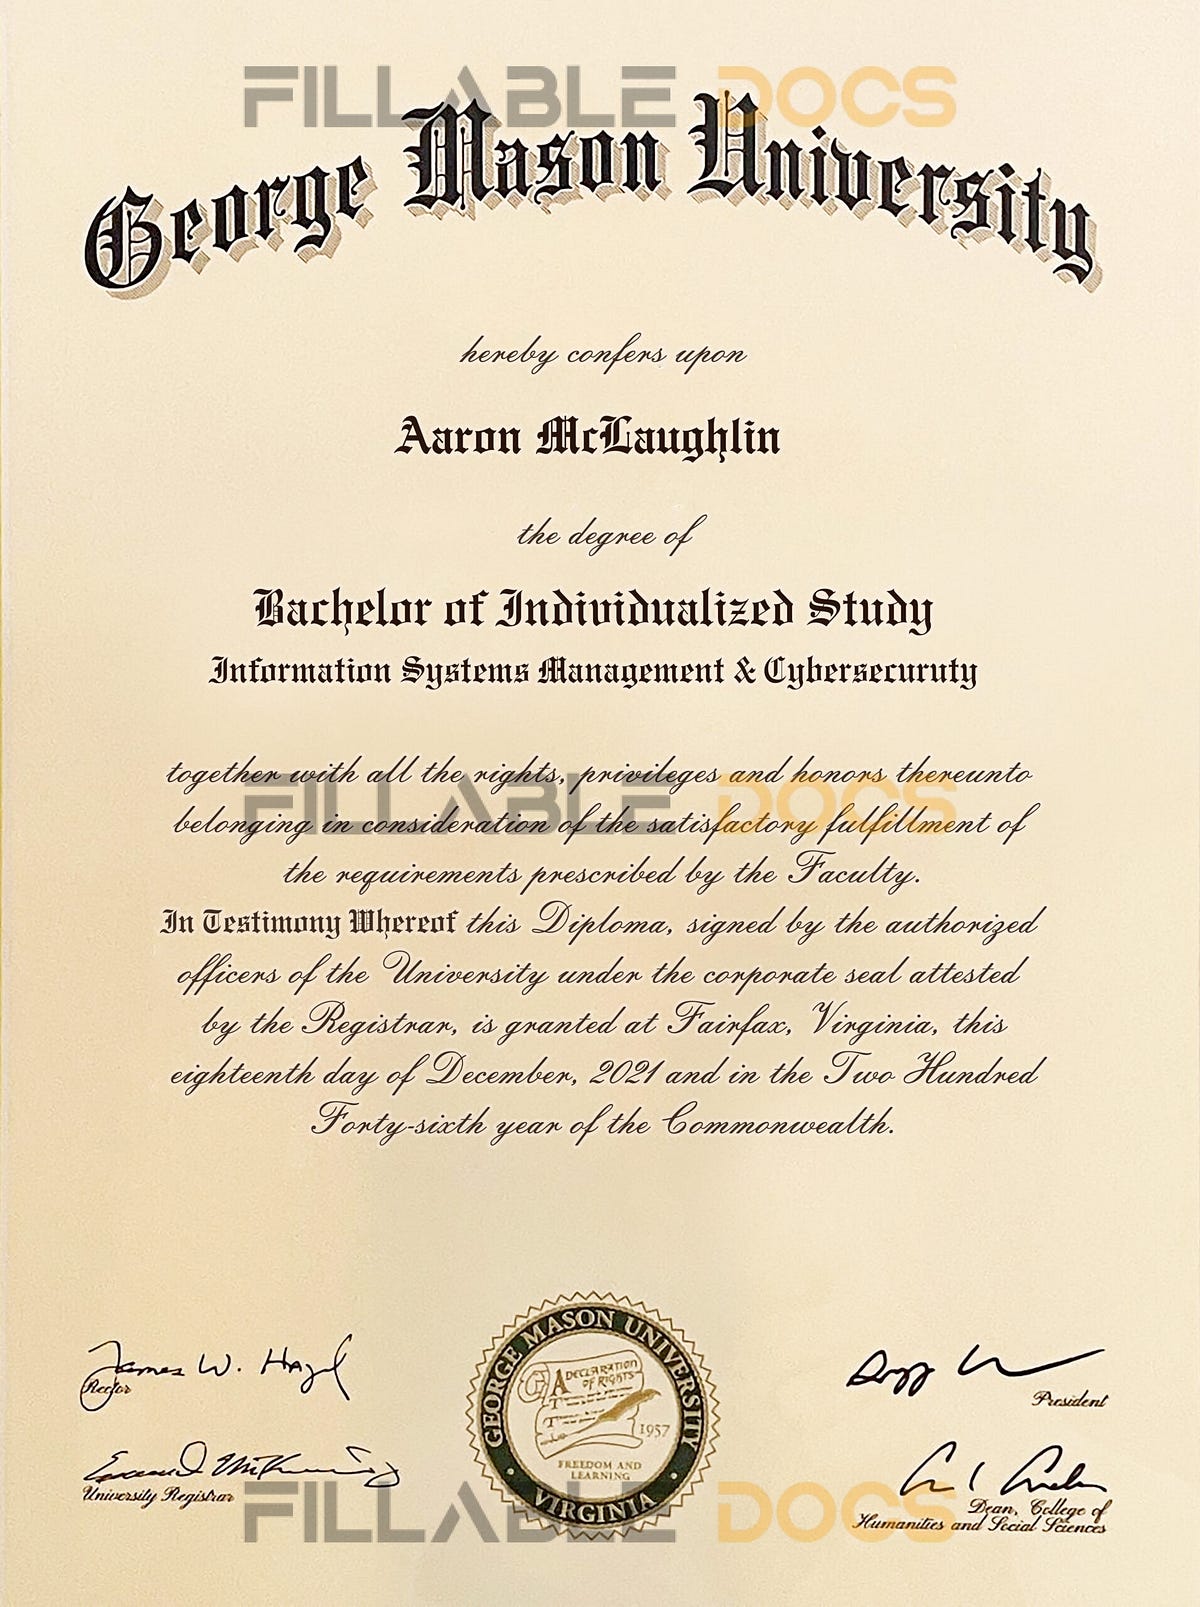 FILLABLE DOCS
George Mason University
hereby confers upon
Aaron McLaughlin
the degree of
Bachelor of Individualized Study
Information Systems Management & Cybersecuruty
together with all the rights, privileges and honors thereunto
FILLABLE DOCS
belonging in consideration of the satisfactory fulfillment of
the requirements prescribed by the Faculty.
In Testimony Whereof this Diploma, signed by the authorized
officers of the University under the corporate seal attested
by the Registrar, is granted at Fairfax, Virginia, this
eighteenth day of December, 2021 and in the Two Hundred
Forty-sixth year of the Commonwealth.
James W. Hazel
Rector
University Registrar
GEORGE MASON UNIVERSITY
A DECLARATION
OF RIGHTS
1957
FREEDOM AND
LEARNING
VIRGINIA
President
Dean, College of
Humanities and Social Sciences
FILLABLE DOCS